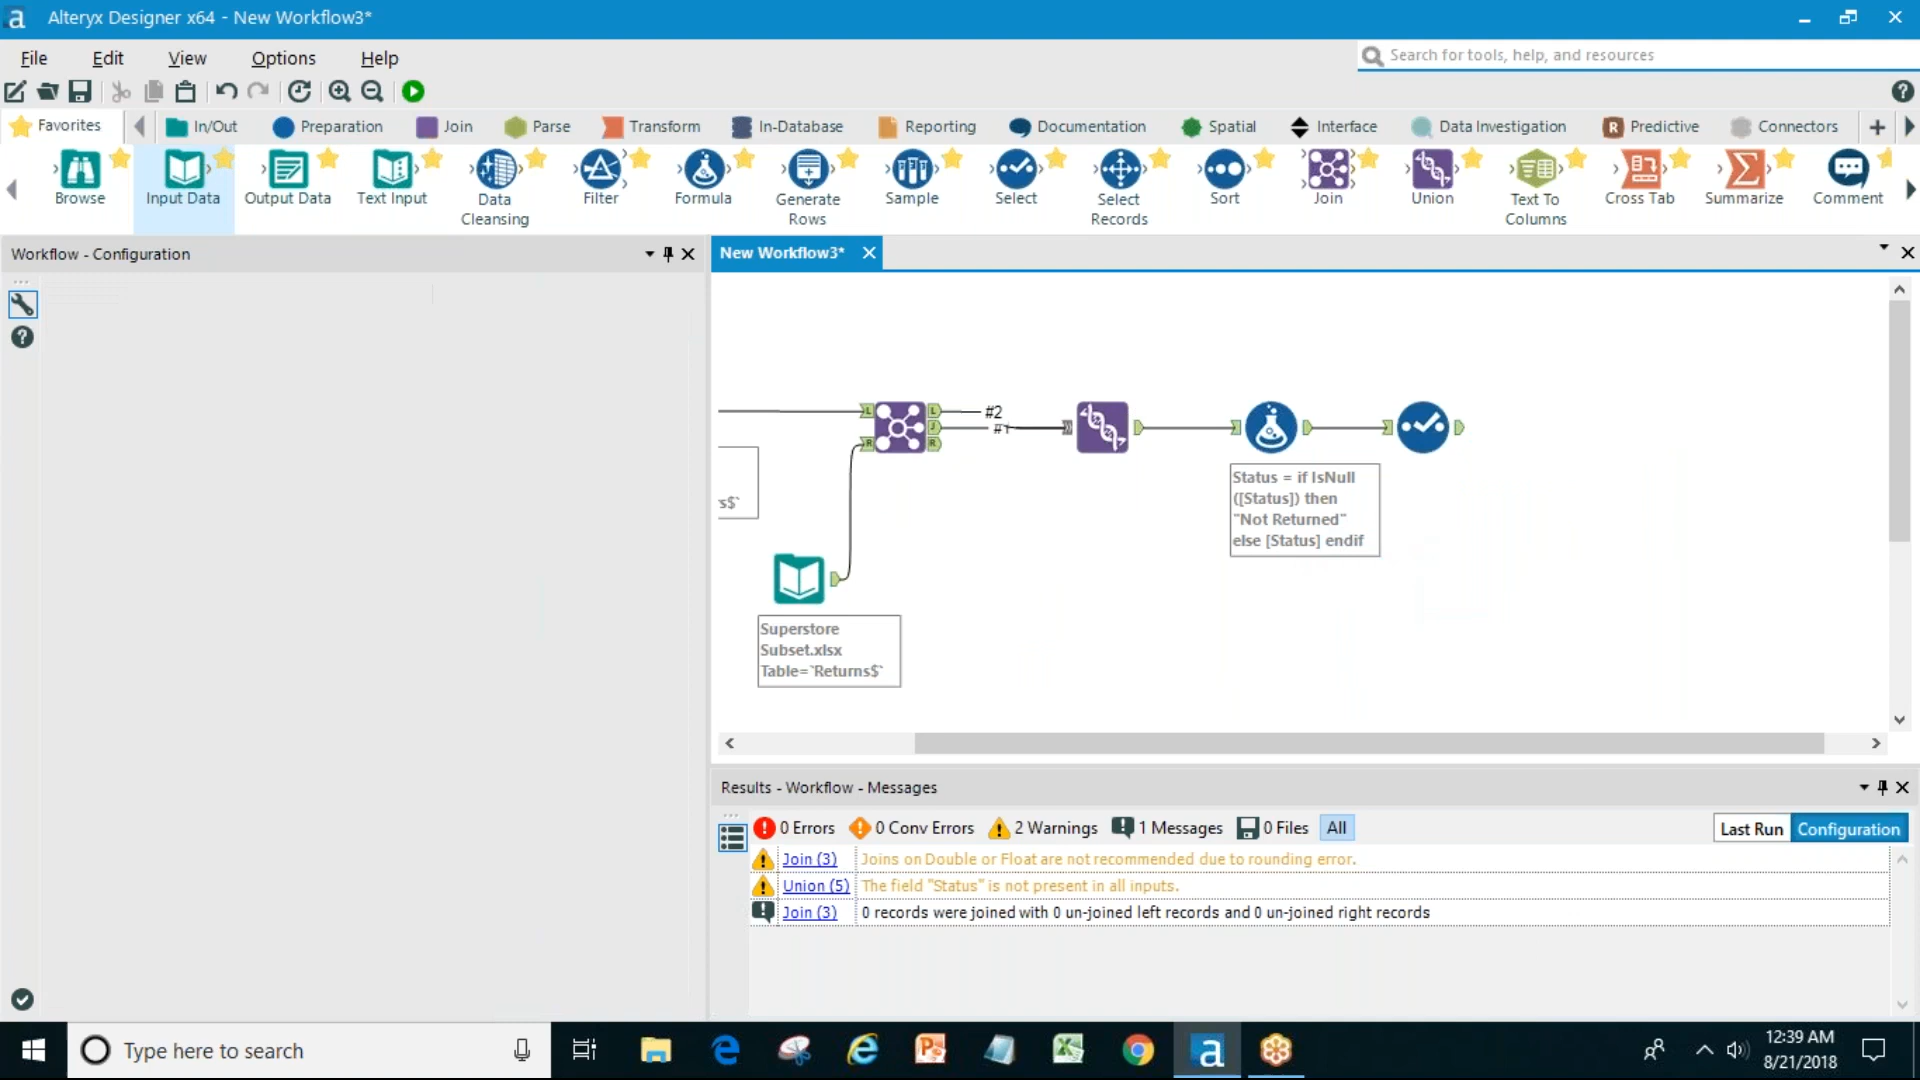 a Alteryx Designer x64 - New Workflow3*
File Edit View Options Help Search for tools, help, and resources
Favorites In/Out Preparation Join Parse Transform In-Database Reporting Documentation Spatial Interface Data Investigation Predictive Connectors
Browse Input Data Output Data Text Input Data Cleansing Filter Formula Generate Rows Sample Select Select Records Sort Join Union Text To Columns Cross Tab Summarize Comment
Workflow - Configuration
New Workflow3*
L L #2
J #1
R R
s$`
Status = if IsNull
([Status]) then
"Not Returned"
else [Status] endif
Superstore
Subset.xlsx
Table=`Returns$`
Results - Workflow - Messages
0 Errors 0 Conv Errors 2 Warnings 1 Messages 0 Files All Last Run Configuration
Join (3) Joins on Double or Float are not recommended due to rounding error.
Union (5) The field "Status" is not present in all inputs.
Join (3) 0 records were joined with 0 un-joined left records and 0 un-joined right records
Type here to search
12:39 AM
8/21/2018